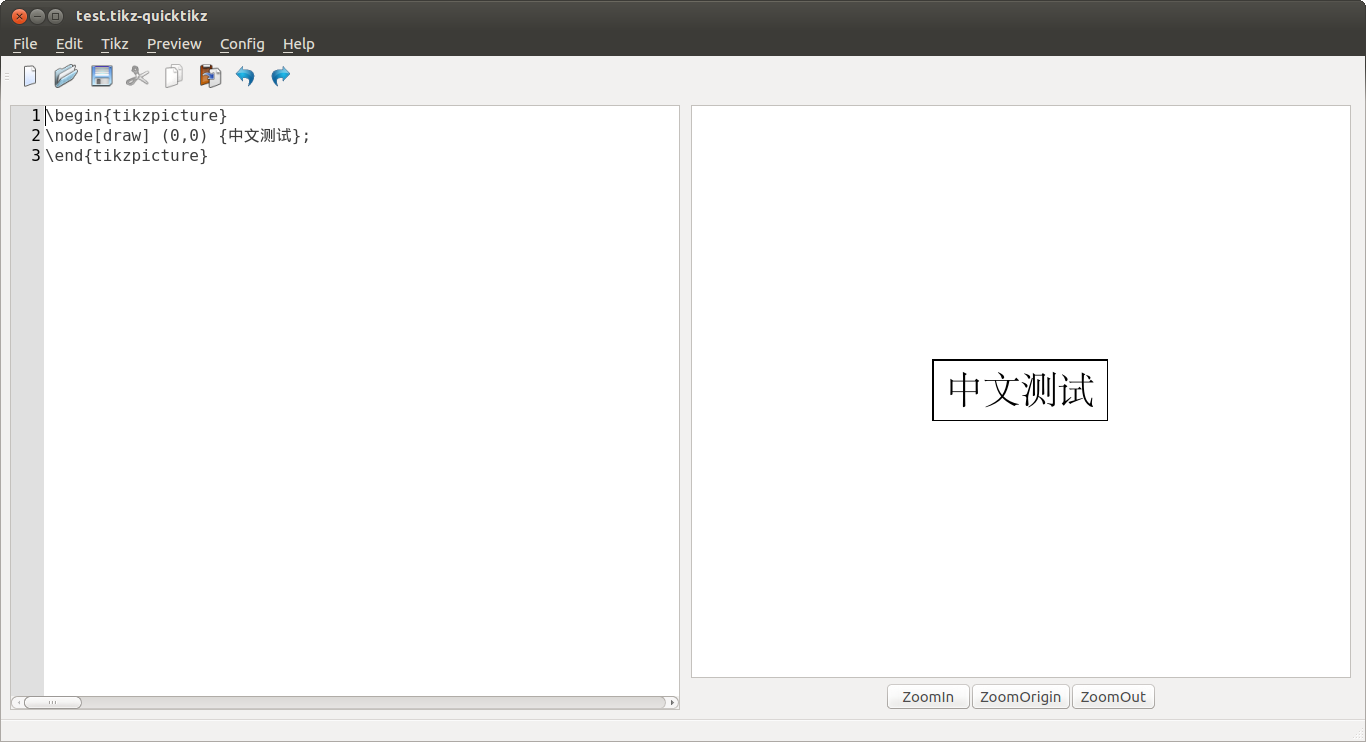 test.tikz-quicktikz
File Edit Tikz Preview Config Help
1 \begin{tikzpicture}
2 \node[draw] (0,0) {中文测试};
3 \end{tikzpicture}
中文测试
ZoomIn ZoomOrigin ZoomOut